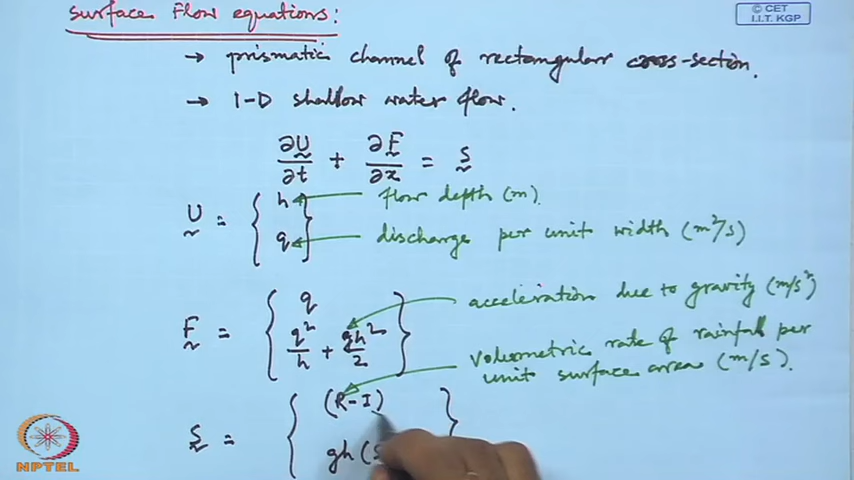 Surface Flow equations:
© CET
I.I.T. KGP
→ prismatic channel of rectangular cross-section.
→ 1-D shallow water flow.
∂U/∂t + ∂F/∂x = S
U = { h q }
flow depth (m).
discharge per unit width (m²/s)
F = { q q²/h + gh²/2 }
acceleration due to gravity (m/s²)
volumetric rate of rainfall per
unit surface area (m/s).
S = { (R-I) gh(S }
NPTEL